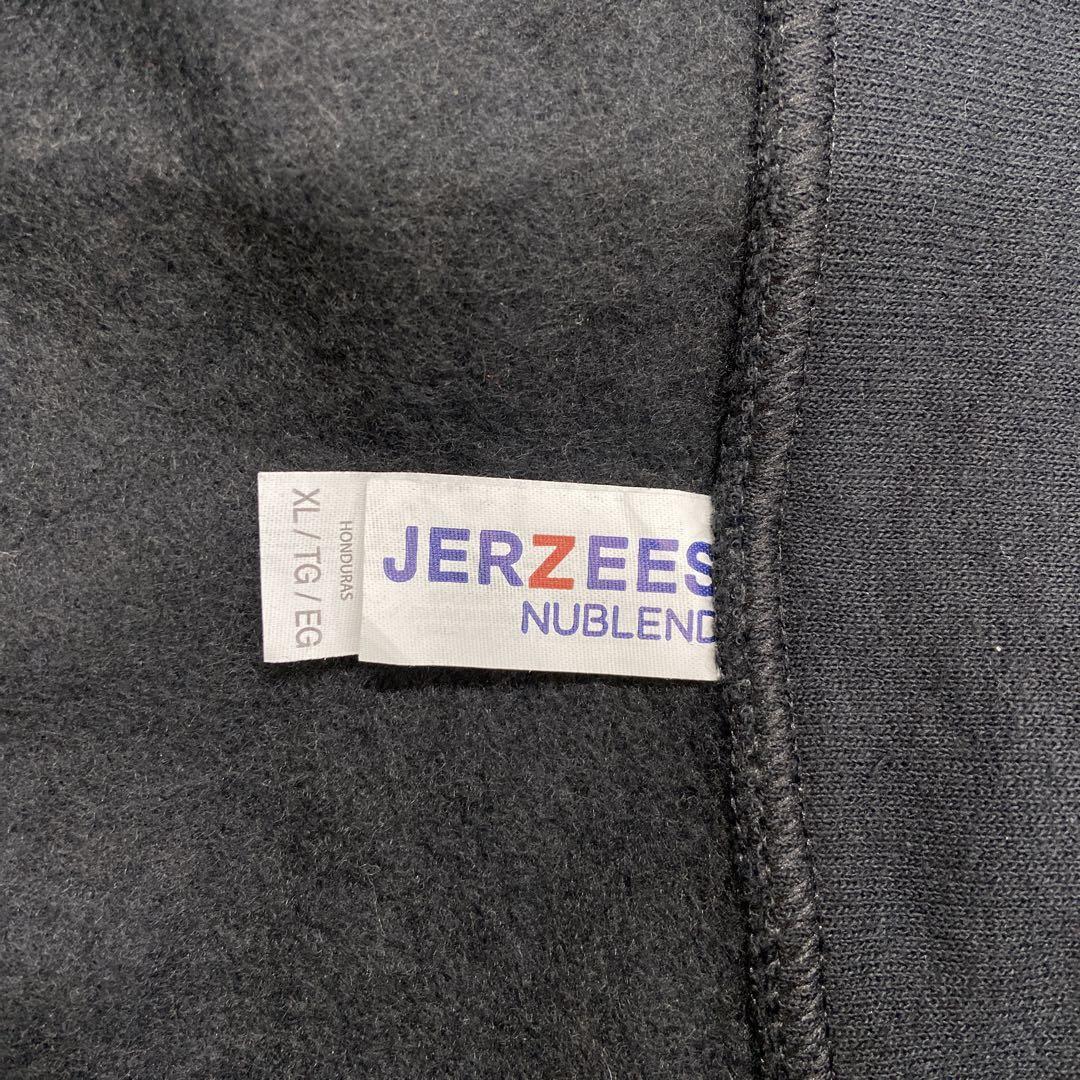 JERZEES
NUBLEND
HONDURAS
XL / TG / EG